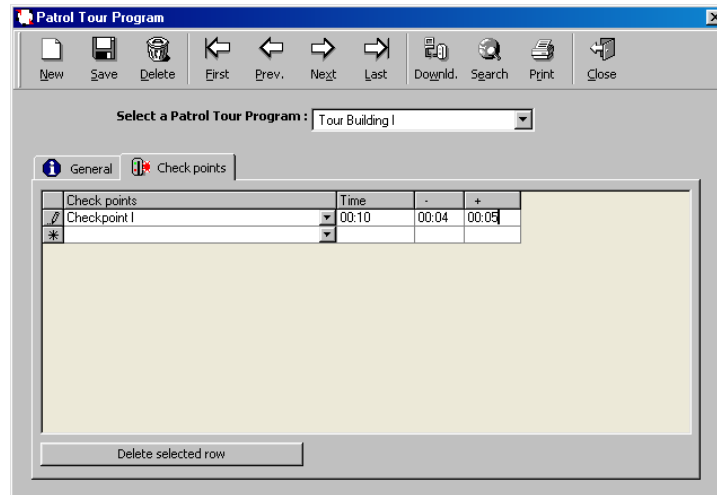 Patrol Tour Program
New Save Delete First Prev. Next Last Downld. Search Print Close
Select a Patrol Tour Program : Tour Building I
General Check points
Check points Time - +
Checkpoint I 00:10 00:04 00:05
Delete selected row